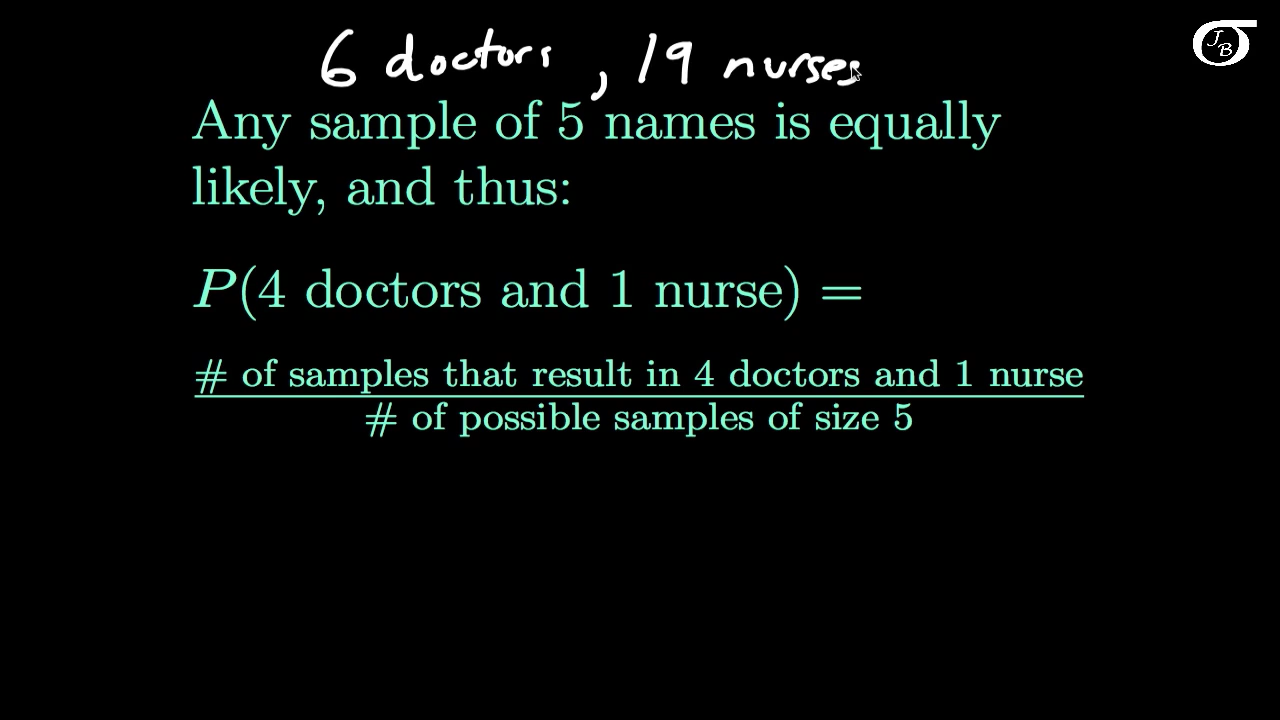 6 doctors, 19 nurses
Any sample of 5 names is equally
likely, and thus:
P(4 doctors and 1 nurse) =
# of samples that result in 4 doctors and 1 nurse
# of possible samples of size 5
JB